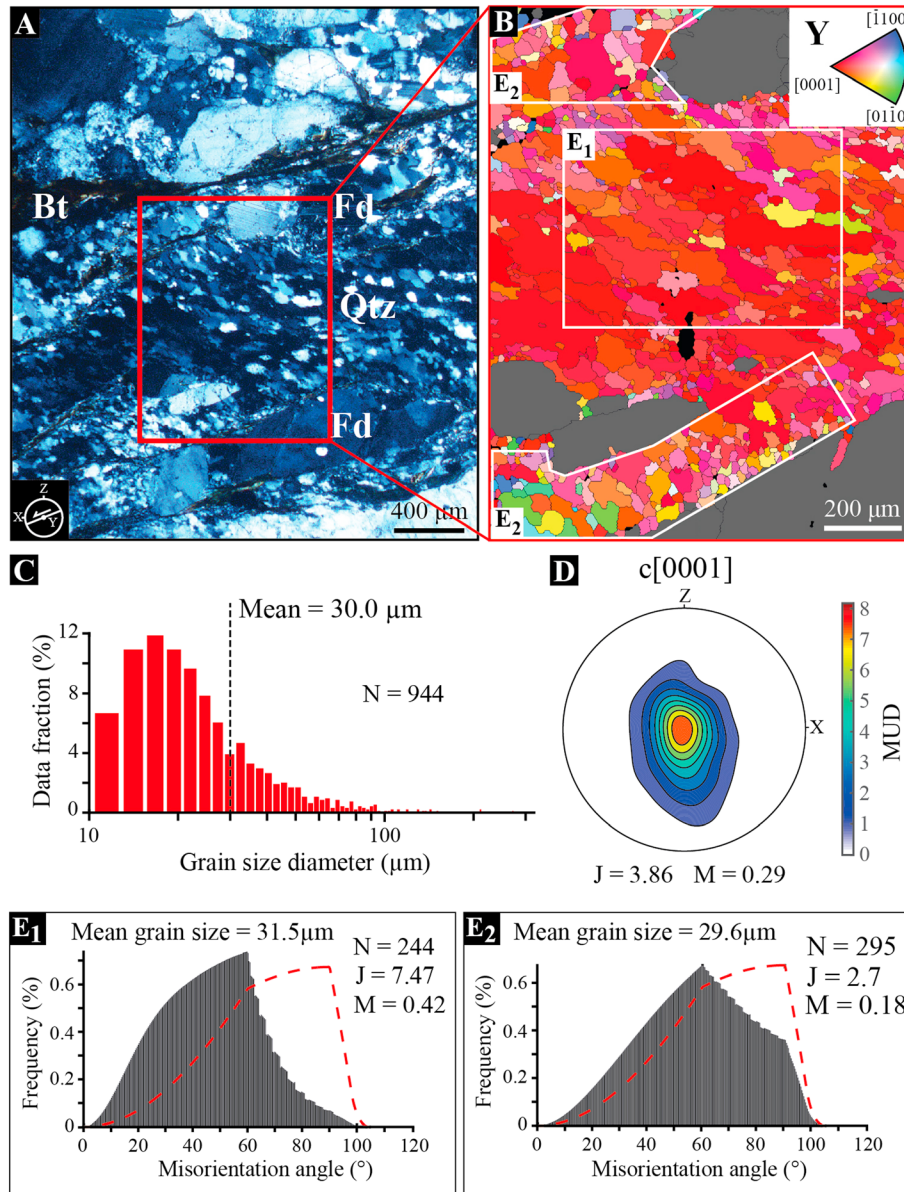 A
Bt
Fd
Qtz
Fd
Z
X
Y
400 µm
B
E2
E1
E2
Y
[1̄100]
[0001]
[011̄0]
200 µm
C
Mean = 30.0 µm
N = 944
Data fraction (%)
12
8
4
0
10
100
Grain size diameter (µm)
D
c[0001]
Z
X
8
7
6
5
4
3
2
1
0
MUD
J = 3.86 M = 0.29
E1
Mean grain size = 31.5µm
N = 244
J = 7.47
M = 0.42
Frequency (%)
0.6
0.4
0.2
0
0
20
40
60
80
100
120
Misorientation angle (°)
E2
Mean grain size = 29.6µm
N = 295
J = 2.7
M = 0.18
Frequency (%)
0.6
0.4
0.2
0
0
20
40
60
80
100
120
Misorientation angle (°)